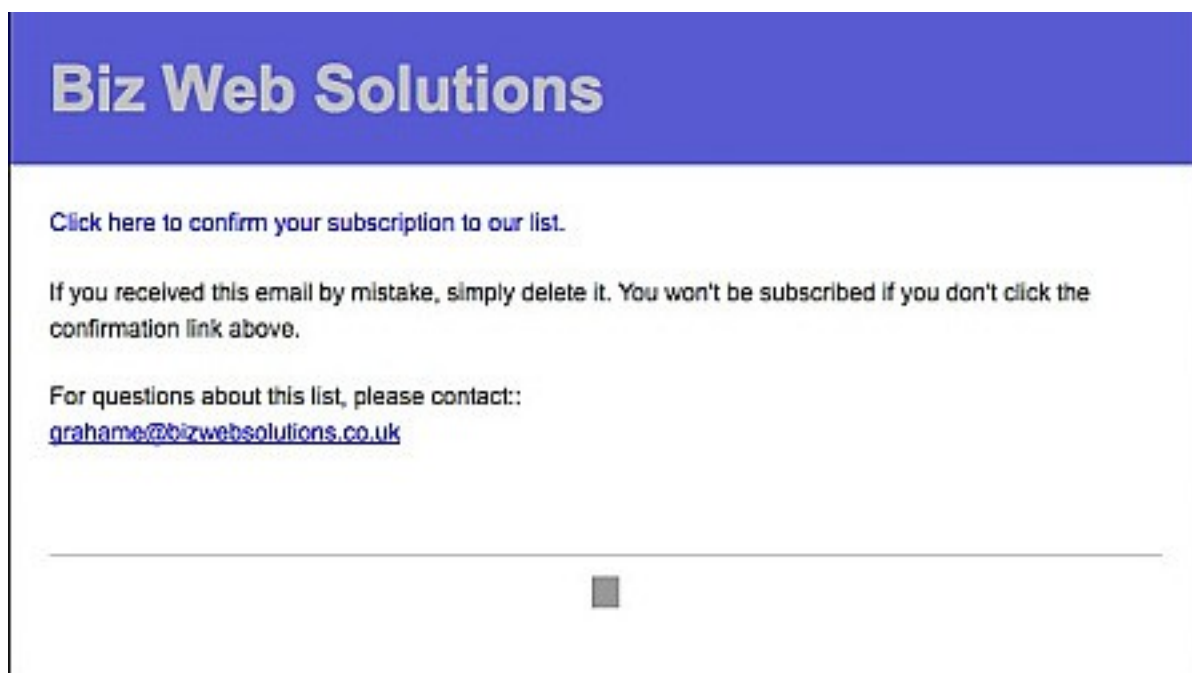 Biz Web Solutions
Click here to confirm your subscription to our list.
If you received this email by mistake, simply delete it. You won't be subscribed if you don't click the
confirmation link above.
For questions about this list, please contact::
grahame@bizwebsolutions.co.uk